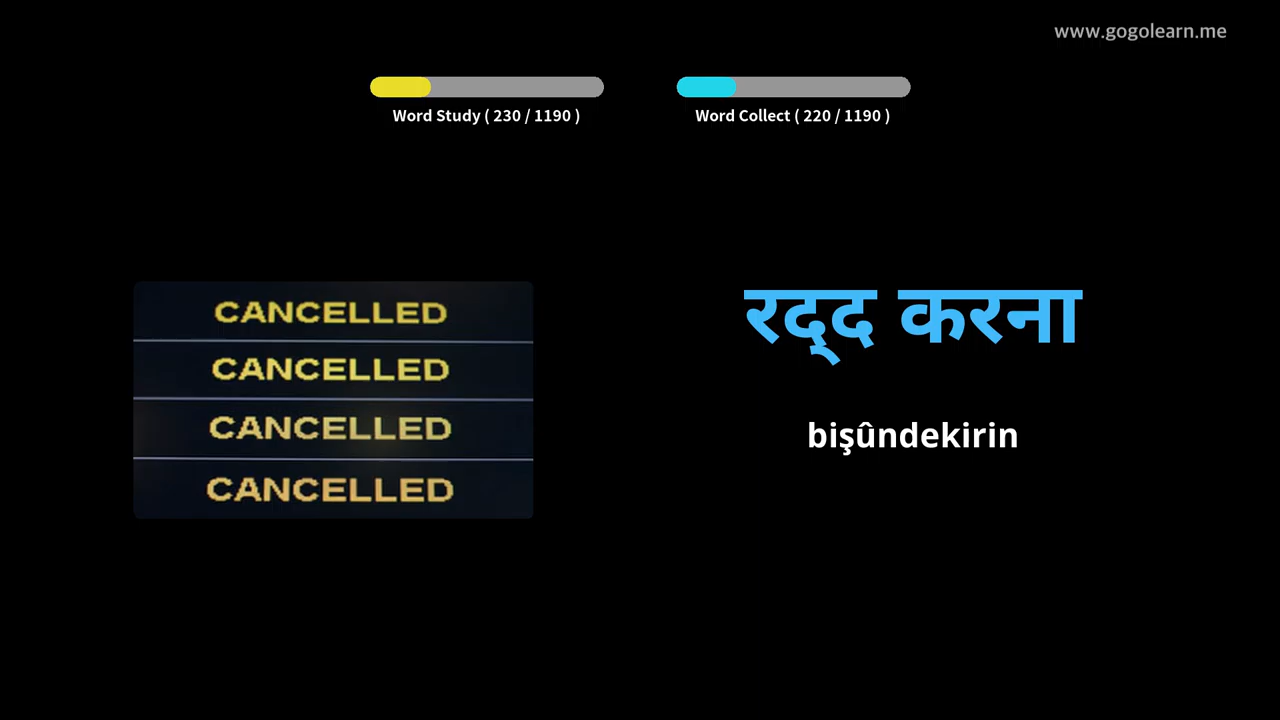 www.gogolearn.me
Word Study ( 230 / 1190 )
Word Collect ( 220 / 1190 )
CANCELLED
CANCELLED
CANCELLED
CANCELLED
रद्द करना
bişûndekirin